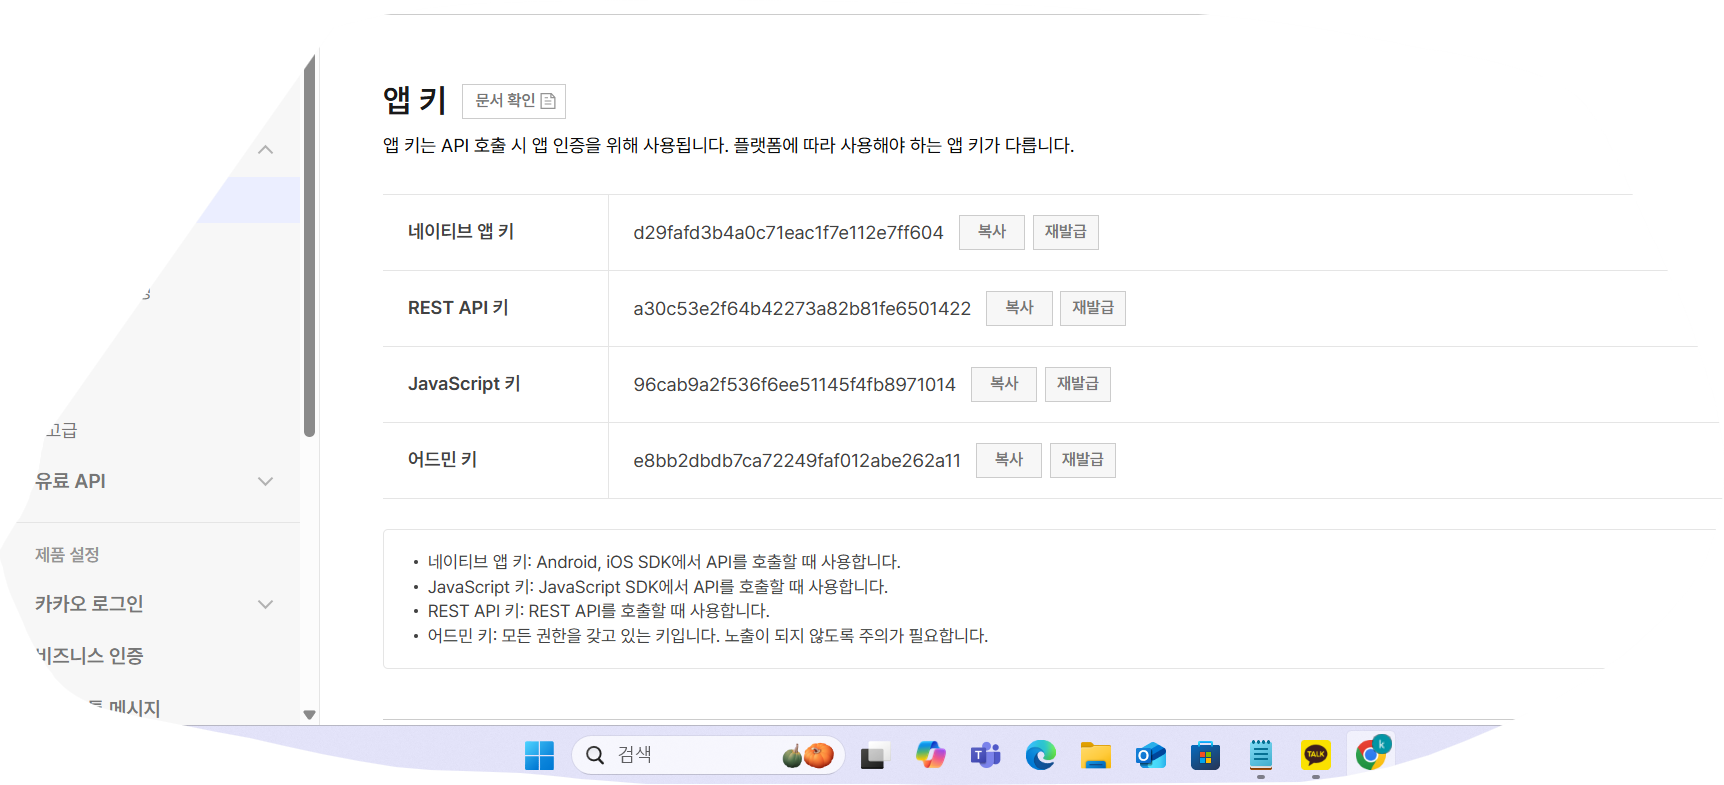 앱 키
문서 확인
앱 키는 API 호출 시 앱 인증을 위해 사용됩니다. 플랫폼에 따라 사용해야 하는 앱 키가 다릅니다.
네이티브 앱 키 d29fafd3b4a0c71eac1f7e112e7ff604 복사 재발급
REST API 키 a30c53e2f64b42273a82b81fe6501422 복사 재발급
JavaScript 키 96cab9a2f536f6ee51145f4fb8971014 복사 재발급
어드민 키 e8bb2dbdb7ca72249faf012abe262a11 복사 재발급
• 네이티브 앱 키: Android, iOS SDK에서 API를 호출할 때 사용합니다.
• JavaScript 키: JavaScript SDK에서 API를 호출할 때 사용합니다.
• REST API 키: REST API를 호출할 때 사용합니다.
• 어드민 키: 모든 권한을 갖고 있는 키입니다. 노출이 되지 않도록 주의가 필요합니다.
고급
유료 API
제품 설정
카카오 로그인
비즈니스 인증
메시지
검색
TALK
k